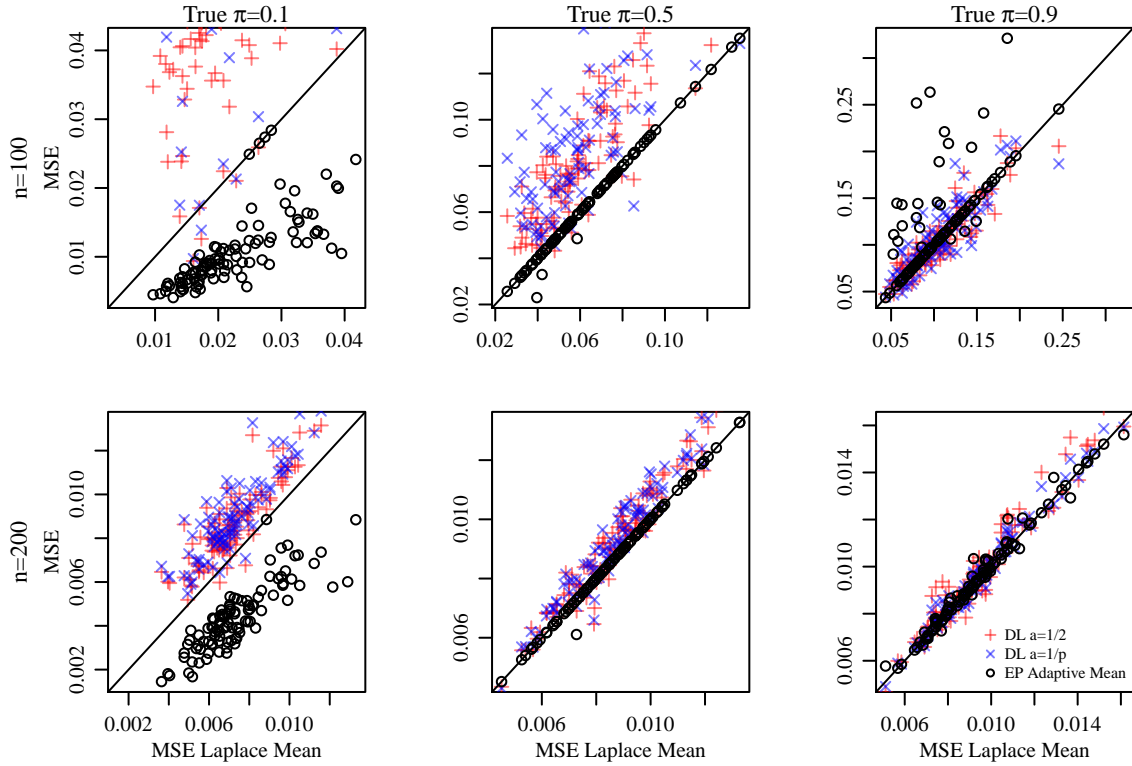 True π=0.1
True π=0.5
True π=0.9
n=100
MSE
0.01 0.02 0.03 0.04
0.01 0.02 0.03 0.04
0.02 0.06 0.10
0.02 0.06 0.10
0.05 0.15 0.25
0.05 0.15 0.25
n=200
MSE
0.002 0.006 0.010
0.002 0.006 0.010
MSE Laplace Mean
0.006 0.010
0.006 0.010
MSE Laplace Mean
0.006 0.010 0.014
DL a=1/2
DL a=1/p
EP Adaptive Mean
0.006 0.010 0.014
MSE Laplace Mean